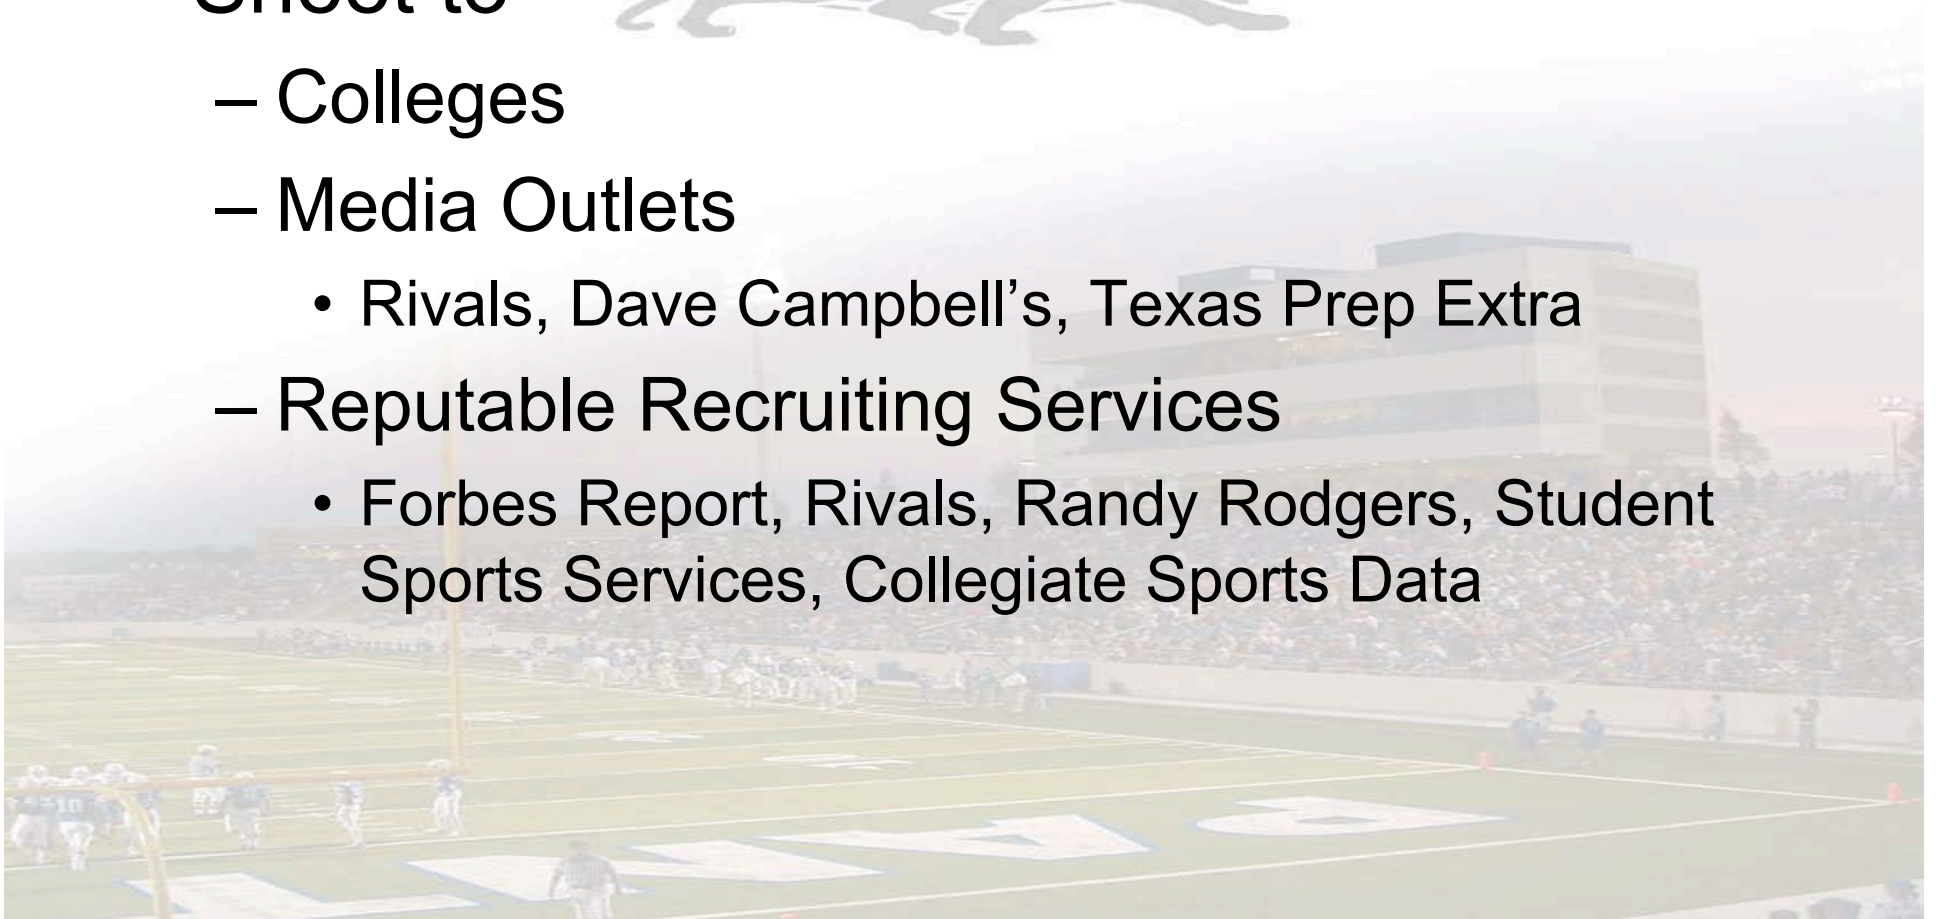 – Colleges
– Media Outlets
• Rivals, Dave Campbell’s, Texas Prep Extra
– Reputable Recruiting Services
• Forbes Report, Rivals, Randy Rodgers, Student
Sports Services, Collegiate Sports Data